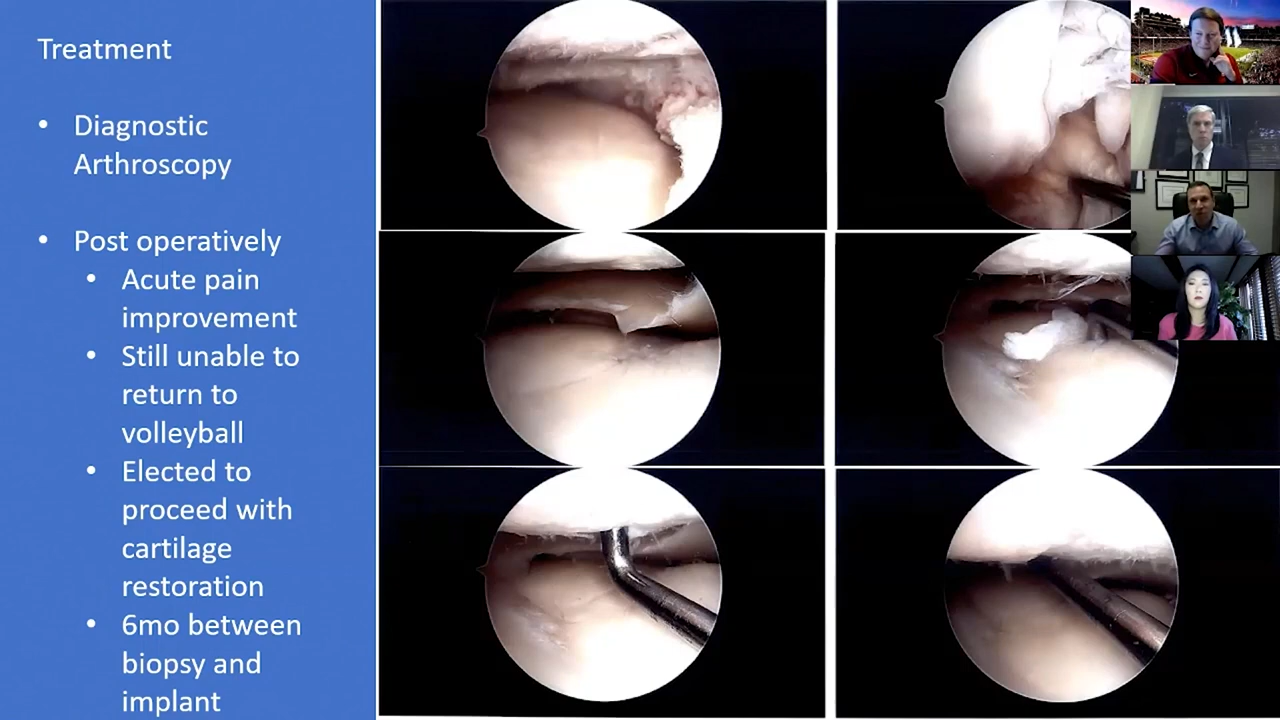 Treatment
• Diagnostic
Arthroscopy
• Post operatively
• Acute pain
improvement
• Still unable to
return to
volleyball
• Elected to
proceed with
cartilage
restoration
• 6mo between
biopsy and
implant